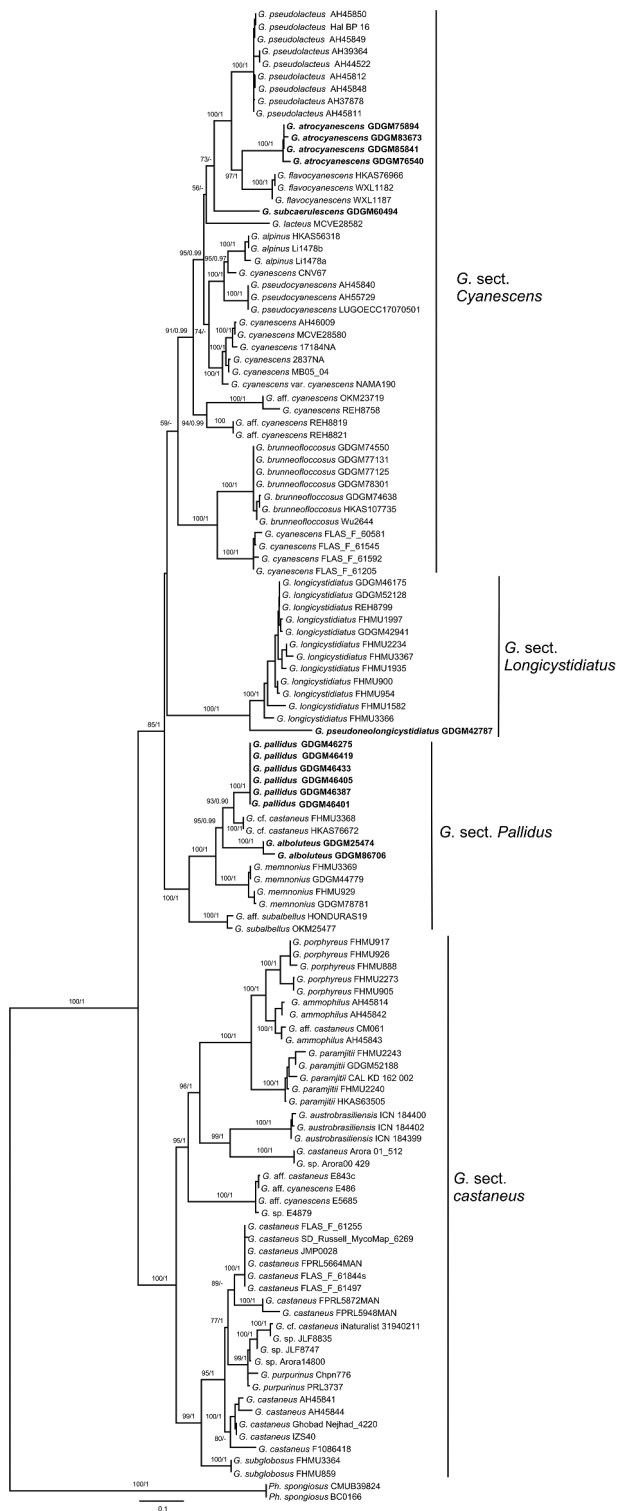 G. pseudolacteus AH45850
G. pseudolacteus Hal BP 16
G. pseudolacteus AH45849
G. pseudolacteus AH39364
G. pseudolacteus AH44522
G. pseudolacteus AH45812
G. pseudolacteus AH45848
G. pseudolacteus AH37878
G. pseudolacteus AH45811
100/1
G. atrocyanescens GDGM75894
G. atrocyanescens GDGM83673
G. atrocyanescens GDGM85841
G. atrocyanescens GDGM76540
100/1
100/1
97/1
G. flavocyanescens HKAS76966
G. flavocyanescens WXL1182
G. flavocyanescens WXL1187
100/1
73/-
56/-
G. subcaerulescens GDGM60494
G. lacteus MCVE28582
G. alpinus HKAS56318
G. alpinus Li1478b
G. alpinus Li1478a
G. cyanescens CNV67
100/1
95/0.97
95/0.99
100/1
G. pseudocyanescens AH45840
G. pseudocyanescens AH55729
G. pseudocyanescens LUGOECC17070501
100/1
G. cyanescens AH46009
G. cyanescens MCVE28580
G. cyanescens 17184NA
G. cyanescens 2837NA
G. cyanescens MB05_04
G. cyanescens var. cyanescens NAMA190
91/0.99
74/-
100/1
100/1
G. aff. cyanescens OKM23719
G. cyanescens REH8758
G. aff. cyanescens REH8819
G. aff. cyanescens REH8821
100/1
100
94/0.99
59/-
G. brunneofloccosus GDGM74550
G. brunneofloccosus GDGM77131
G. brunneofloccosus GDGM77125
G. brunneofloccosus GDGM78301
G. brunneofloccosus GDGM74638
G. brunneofloccosus HKAS107735
G. brunneofloccosus Wu2644
100/1
100/1
G. cyanescens FLAS_F_60581
G. cyanescens FLAS_F_61545
G. cyanescens FLAS_F_61592
G. cyanescens FLAS_F_61205
100/1
G. sect.
Cyanescens
G. longicystidiatus GDGM46175
G. longicystidiatus GDGM52128
G. longicystidiatus REH8799
G. longicystidiatus FHMU1997
G. longicystidiatus GDGM42941
G. longicystidiatus FHMU2234
G. longicystidiatus FHMU3367
G. longicystidiatus FHMU1935
G. longicystidiatus FHMU900
G. longicystidiatus FHMU954
G. longicystidiatus FHMU1582
G. longicystidiatus FHMU3366
G. pseudoneolongicystidiatus GDGM42787
100/1
100/1
85/1
G. sect.
Longicystidiatus
G. pallidus GDGM46275
G. pallidus GDGM46419
G. pallidus GDGM46433
G. pallidus GDGM46405
G. pallidus GDGM46387
G. pallidus GDGM46401
100/1
93/0.90
G. cf. castaneus FHMU3368
G. cf. castaneus HKAS76672
100/1
95/0.99
G. alboluteus GDGM25474
G. alboluteus GDGM86706
100/1
G. memnonius FHMU3369
G. memnonius GDGM44779
G. memnonius FHMU929
G. memnonius GDGM78781
100/1
100/1
G. aff. subalbellus HONDURAS19
G. subalbellus OKM25477
100/1
100/1
G. sect. Pallidus
G. porphyreus FHMU917
G. porphyreus FHMU926
G. porphyreus FHMU888
G. porphyreus FHMU2273
G. porphyreus FHMU905
100/1
100/1
100/1
G. ammophilus AH45814
G. ammophilus AH45842
G. aff. castaneus CM061
G. ammophilus AH45843
100/1
100/1
100/1
G. paramjitii FHMU2243
G. paramjitii GDGM52188
G. paramjitii CAL KD 162 002
G. paramjitii FHMU2240
G. paramjitii HKAS63505
100/1
96/1
G. austrobrasiliensis ICN 184400
G. austrobrasiliensis ICN 184402
G. austrobrasiliensis ICN 184399
100/1
99/1
G. castaneus Arora 01_512
G. sp. Arora00 429
100/1
95/1
G. aff. castaneus E843c
G. aff. cyanescens E486
G. aff. cyanescens E5685
G. sp. E4879
100/1
G. sect.
castaneus
G. castaneus FLAS_F_61255
G. castaneus SD_Russell_MycoMap_6269
G. castaneus JMP0028
G. castaneus FPRL5664MAN
G. castaneus FLAS_F_61844s
G. castaneus FLAS_F_61497
100/1
89/-
G. castaneus FPRL5872MAN
G. castaneus FPRL5948MAN
100/1
77/1
G. cf. castaneus iNaturalist 31940211
G. sp. JLF8835
G. sp. JLF8747
G. sp. Arora14800
100/1
100/1
99/1
G. purpurinus Chpn776
G. purpurinus PRL3737
95/1
G. castaneus AH45841
G. castaneus AH45844
G. castaneus Ghobad Nejhad_4220
G. castaneus IZS40
G. castaneus F1086418
100/1
80/-
99/1
G. subglobosus FHMU3364
G. subglobosus FHMU859
100/1
100/1
Ph. spongiosus CMUB39824
Ph. spongiosus BC0166
0.1